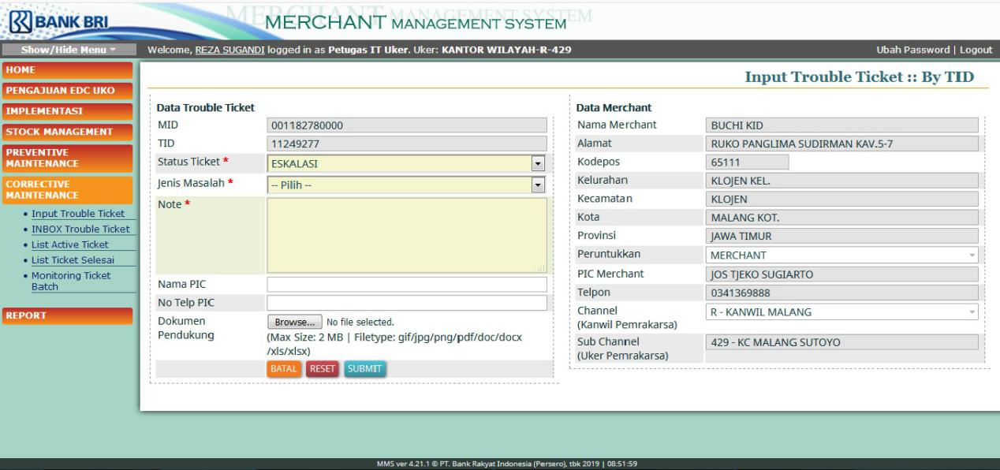 BANK BRI
MERCHANT MANAGEMENT SYSTEM
MERCHANT MANAGEMENT SYSTEM
Show/Hide Menu
Welcome, REZA SUGANDI logged in as Petugas IT Uker. Uker: KANTOR WILAYAH-R-429
Ubah Password | Logout
HOME
PENGAJUAN EDC UKO
IMPLEMENTASI
STOCK MANAGEMENT
PREVENTIVE
MAINTENANCE
CORRECTIVE
MAINTENANCE
• Input Trouble Ticket
• INBOX Trouble Ticket
• List Active Ticket
• List Ticket Selesai
• Monitoring Ticket
Batch
REPORT
Input Trouble Ticket :: By TID
Data Trouble Ticket
MID 001182780000
TID 11249277
Status Ticket * ESKALASI
Jenis Masalah * -- Pilih --
Note *
Nama PIC
No Telp PIC
Dokumen
Pendukung
Browse... No file selected.
(Max Size: 2 MB | Filetype: gif/jpg/png/pdf/doc/docx
/xls/xlsx)
BATAL RESET SUBMIT
Data Merchant
Nama Merchant BUCHI KID
Alamat RUKO PANGLIMA SUDIRMAN KAV.5-7
Kodepos 65111
Kelurahan KLOJEN KEL.
Kecamatan KLOJEN
Kota MALANG KOT.
Provinsi JAWA TIMUR
Peruntukkan MERCHANT
PIC Merchant JOS TJEKO SUGIARTO
Telpon 0341369888
Channel
(Kanwil Pemrakarsa)
R - KANWIL MALANG
Sub Channel
(Uker Pemrakarsa)
429 - KC MALANG SUTOYO
MMS ver 4.21.1 © PT. Bank Rakyat Indonesia (Persero), tbk 2019 | 08:51:59